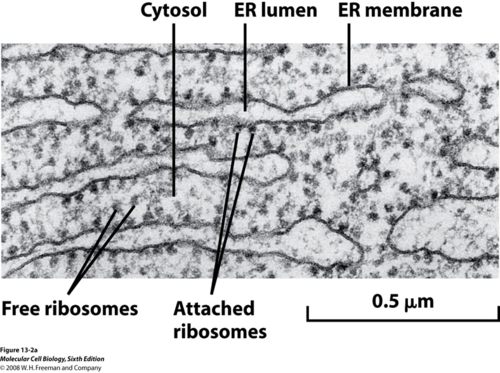 Cytosol
ER lumen
ER membrane
Free ribosomes
Attached
ribosomes
0.5 μm
Figure 13-2a
Molecular Cell Biology, Sixth Edition
© 2008 W. H. Freeman and Company